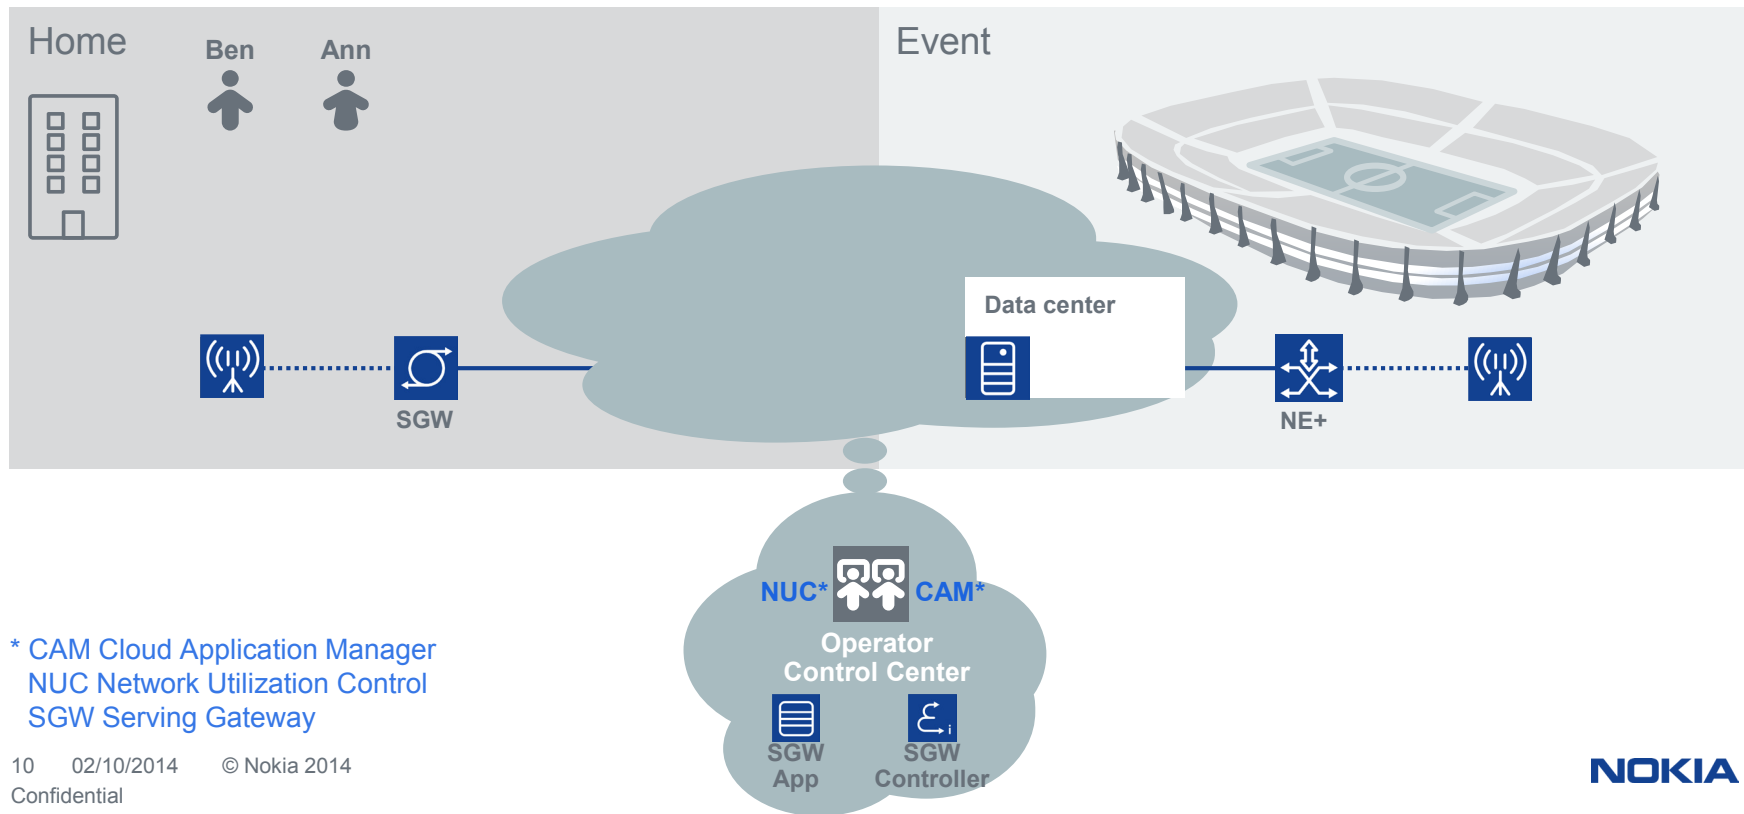 Home
Ben
Ann
Event
Data center
SGW
NE+
NUC*
CAM*
Operator
Control Center
SGW
App
SGW
Controller
i
* CAM Cloud Application Manager
NUC Network Utilization Control
SGW Serving Gateway
10 02/10/2014 © Nokia 2014
Confidential
NOKIA